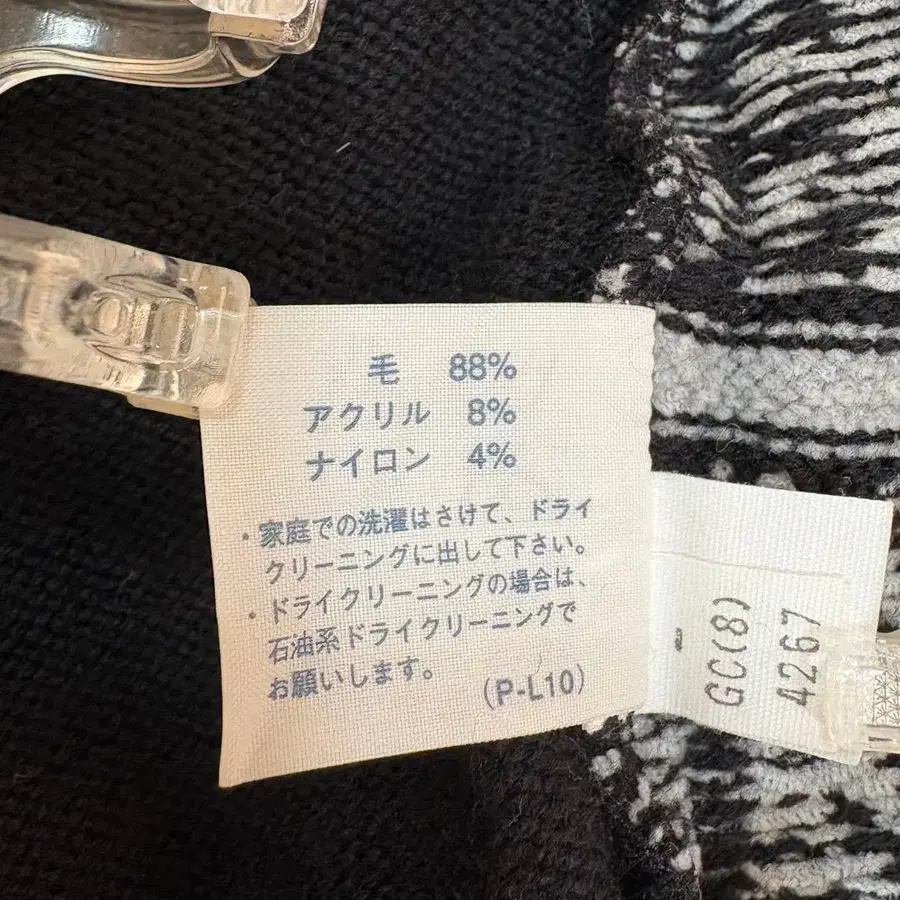 毛 88%
アクリル 8%
ナイロン 4%
・家庭での洗濯はさけて、ドライ
クリーニングに出して下さい。
・ドライクリーニングの場合は、
石油系ドライクリーニングで
お願いします。
(P-L10)
GC(8)
4267